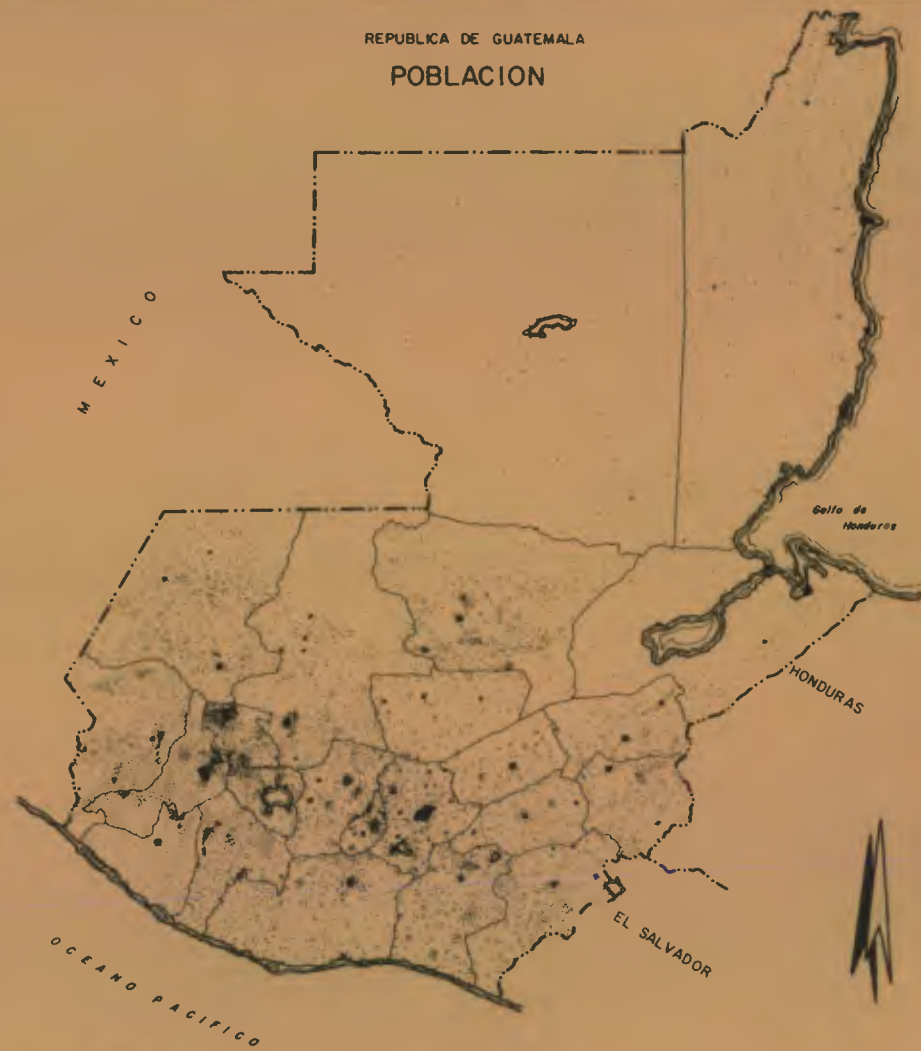 REPUBLICA DE GUATEMALA
POBLACION
MEXICO
Golfo de
Honduras
HONDURAS
EL SALVADOR
OCEANO PACIFICO